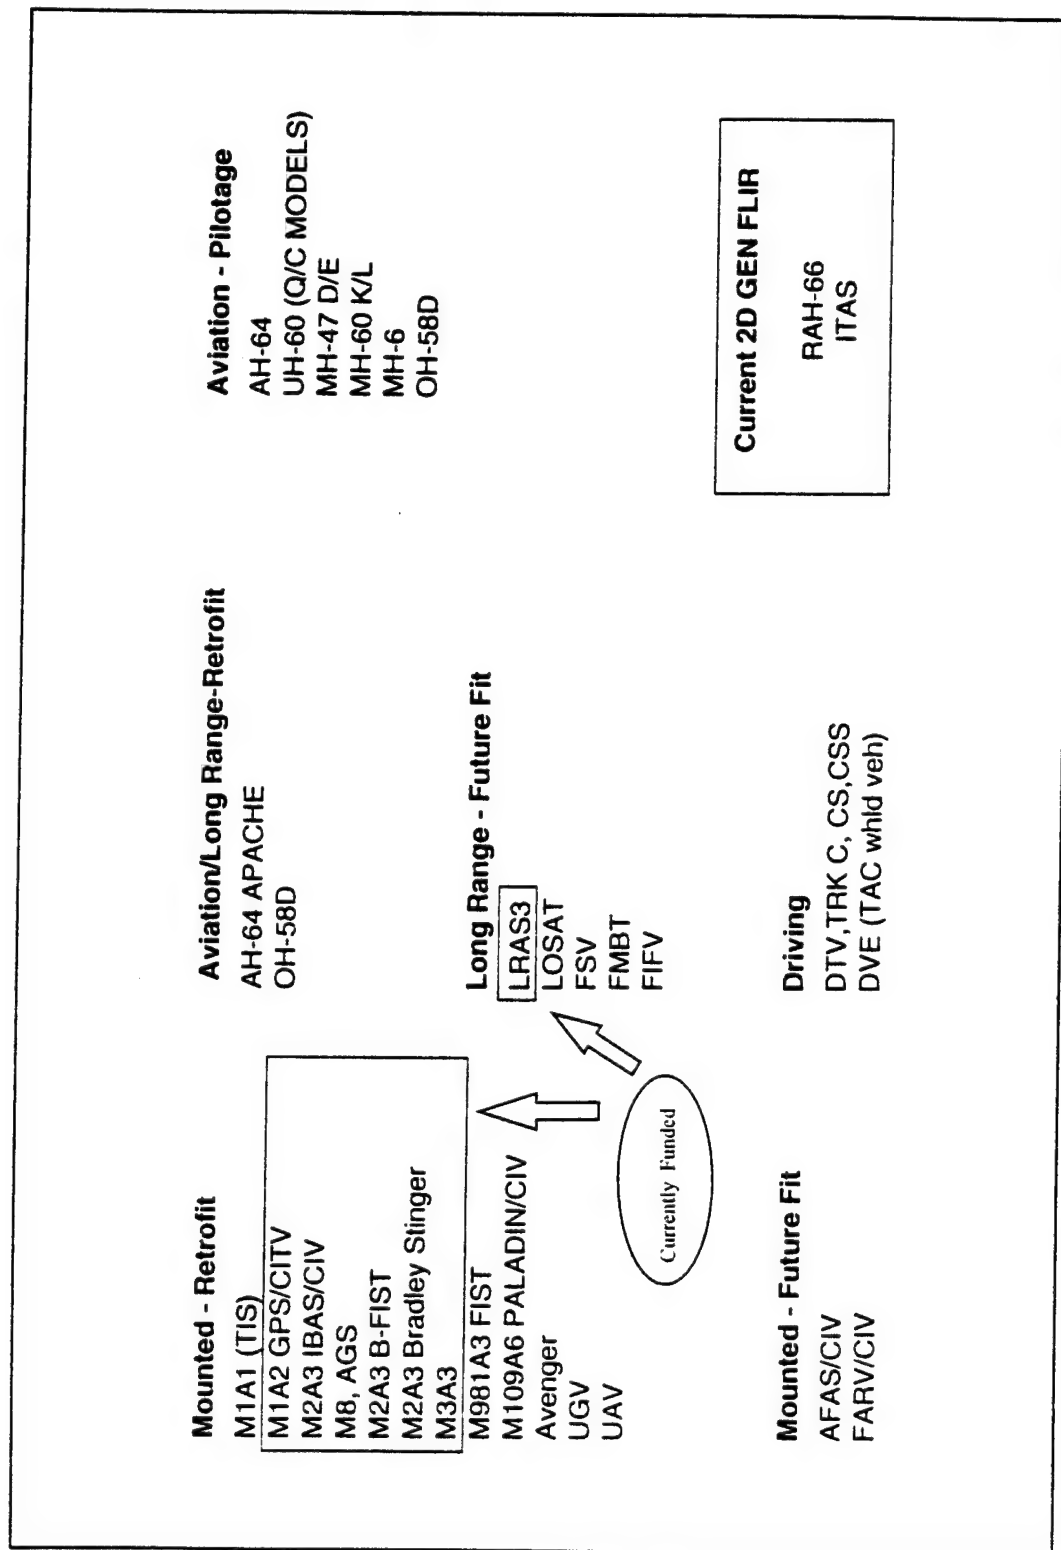 Mounted - Retrofit
M1A1 (TIS)
M1A2 GPS/CITV
M2A3 IBAS/CIV
M8, AGS
M2A3 B-FIST
M2A3 Bradley Stinger
M3A3
M981A3 FIST
M109A6 PALADIN/CIV
Avenger
UGV
UAV
Aviation/Long Range-Retrofit
AH-64 APACHE
OH-58D
Aviation - Pilotage
AH-64
UH-60 (Q/C MODELS)
MH-47 D/E
MH-60 K/L
MH-6
OH-58D
Currently Funded
Long Range - Future Fit
LRAS3
LOSAT
FSV
FMBT
FIFV
Mounted - Future Fit
AFAS/CIV
FARV/CIV
Driving
DTV,TRK C, CS,CSS
DVE (TAC whld veh)
Current 2D GEN FLIR
RAH-66
ITAS